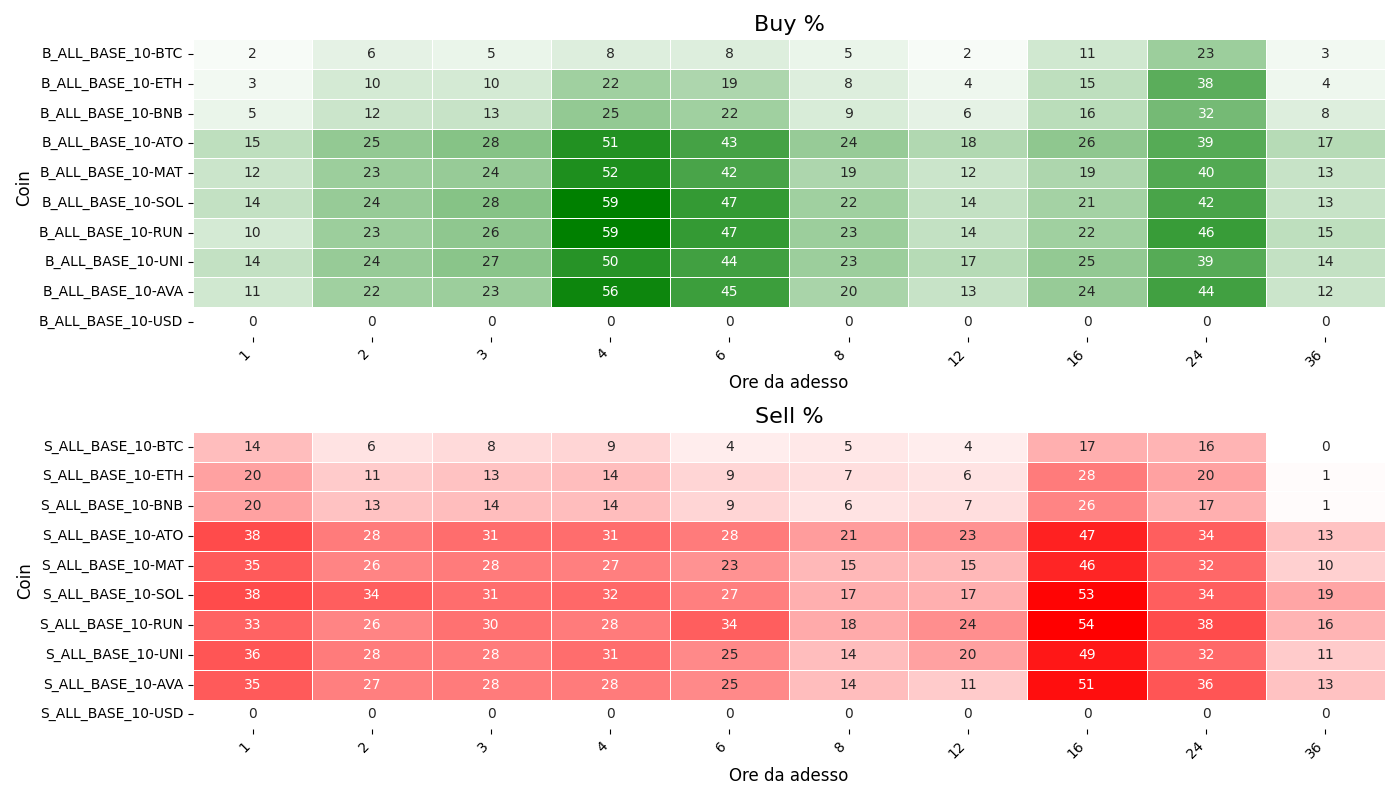 Buy %
Coin
B_ALL_BASE_10-BTC 2 6 5 8 8 5 2 11 23 3
B_ALL_BASE_10-ETH 3 10 10 22 19 8 4 15 38 4
B_ALL_BASE_10-BNB 5 12 13 25 22 9 6 16 32 8
B_ALL_BASE_10-ATO 15 25 28 51 43 24 18 26 39 17
B_ALL_BASE_10-MAT 12 23 24 52 42 19 12 19 40 13
B_ALL_BASE_10-SOL 14 24 28 59 47 22 14 21 42 13
B_ALL_BASE_10-RUN 10 23 26 59 47 23 14 22 46 15
B_ALL_BASE_10-UNI 14 24 27 50 44 23 17 25 39 14
B_ALL_BASE_10-AVA 11 22 23 56 45 20 13 24 44 12
B_ALL_BASE_10-USD 0 0 0 0 0 0 0 0 0 0
1 2 3 4 6 8 12 16 24 36
Ore da adesso
Sell %
Coin
S_ALL_BASE_10-BTC 14 6 8 9 4 5 4 17 16 0
S_ALL_BASE_10-ETH 20 11 13 14 9 7 6 28 20 1
S_ALL_BASE_10-BNB 20 13 14 14 9 6 7 26 17 1
S_ALL_BASE_10-ATO 38 28 31 31 28 21 23 47 34 13
S_ALL_BASE_10-MAT 35 26 28 27 23 15 15 46 32 10
S_ALL_BASE_10-SOL 38 34 31 32 27 17 17 53 34 19
S_ALL_BASE_10-RUN 33 26 30 28 34 18 24 54 38 16
S_ALL_BASE_10-UNI 36 28 28 31 25 14 20 49 32 11
S_ALL_BASE_10-AVA 35 27 28 28 25 14 11 51 36 13
S_ALL_BASE_10-USD 0 0 0 0 0 0 0 0 0 0
1 2 3 4 6 8 12 16 24 36
Ore da adesso